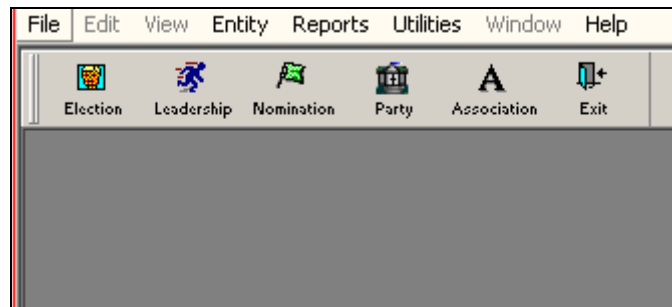 File Edit View Entity Reports Utilities Window Help
Election Leadership Nomination Party Association Exit